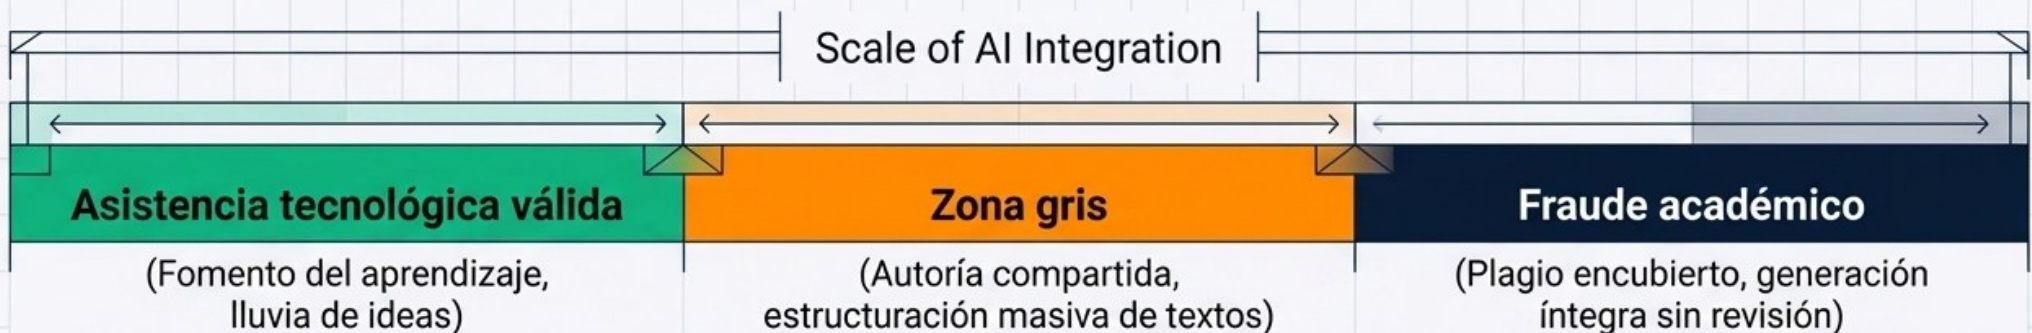 Scale of AI Integration
Asistencia tecnológica válida
Zona gris
Fraude académico
(Fomento del aprendizaje,
lluvia de ideas)
(Autoría compartida,
estructuración masiva de textos)
(Plagio encubierto, generación
íntegra sin revisión)